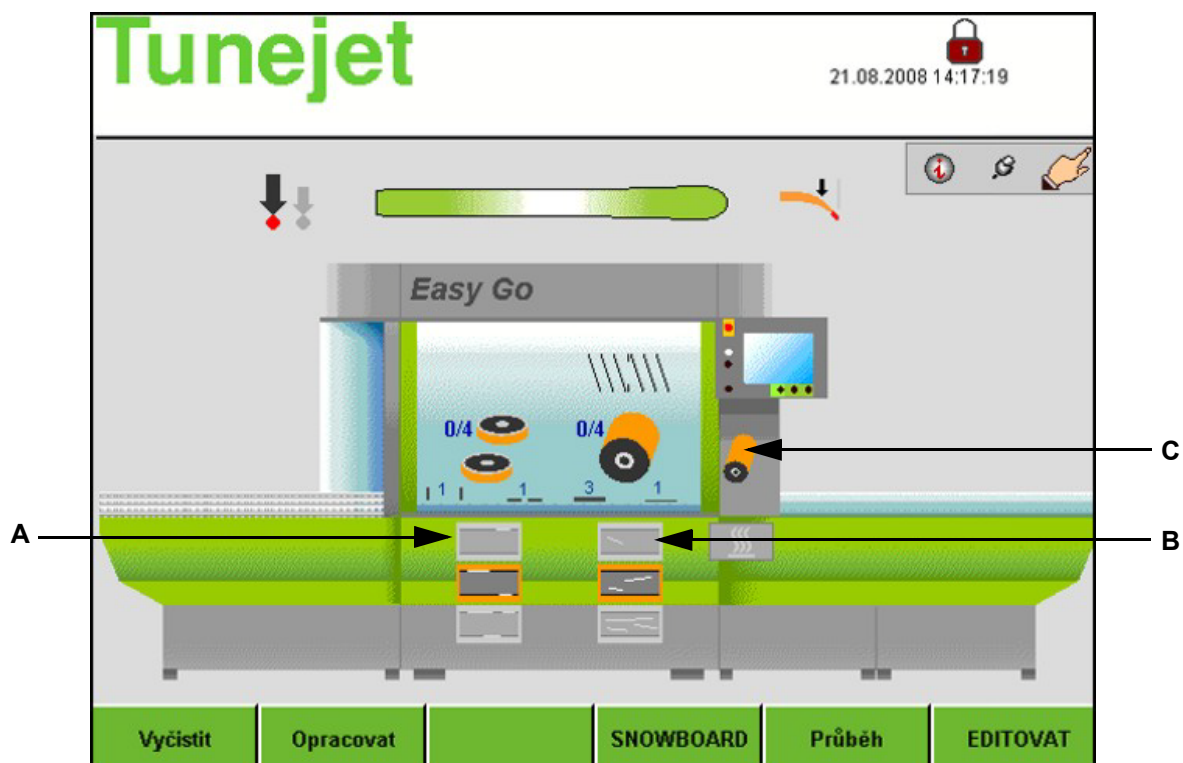 Tunejet
21.08.2008 14:17:19
Easy Go
0/4 0/4
1 1 3 1
C
A
B
Vyčistit Opracovat SNOWBOARD Průběh EDITOVAT